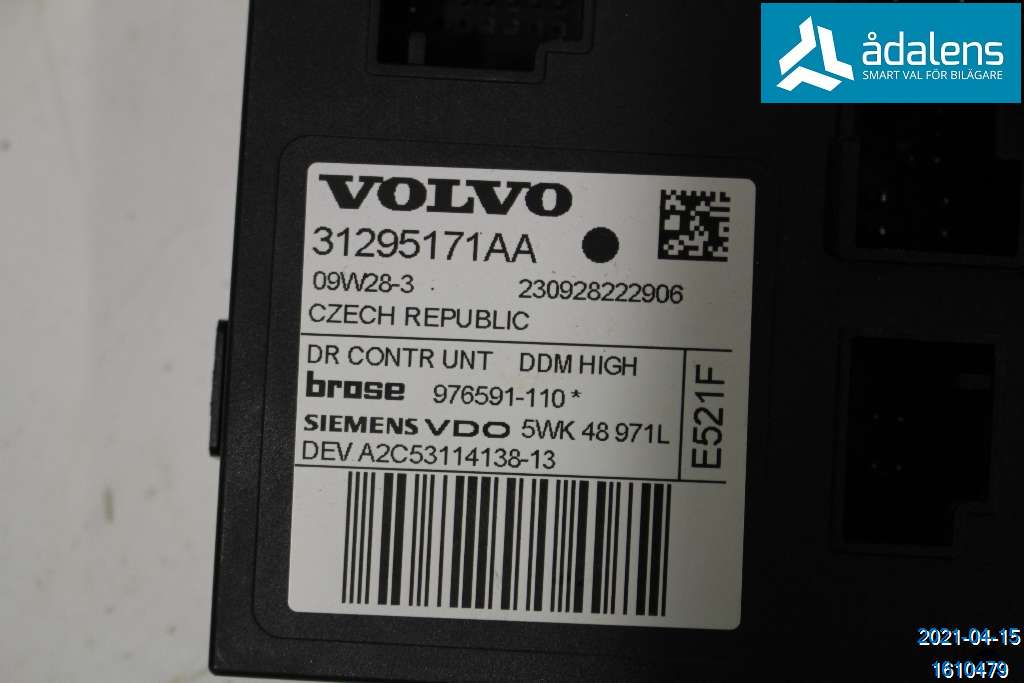 ådalens
SMART VAL FÖR BILÄGARE
VOLVO
31295171AA
09W28-3
230928222906
CZECH REPUBLIC
DR CONTR UNT DDM HIGH
brose 976591-110*
SIEMENS VDO 5WK 48 971L
DEV A2C53114138-13
E521F
2021-04-15
1610479